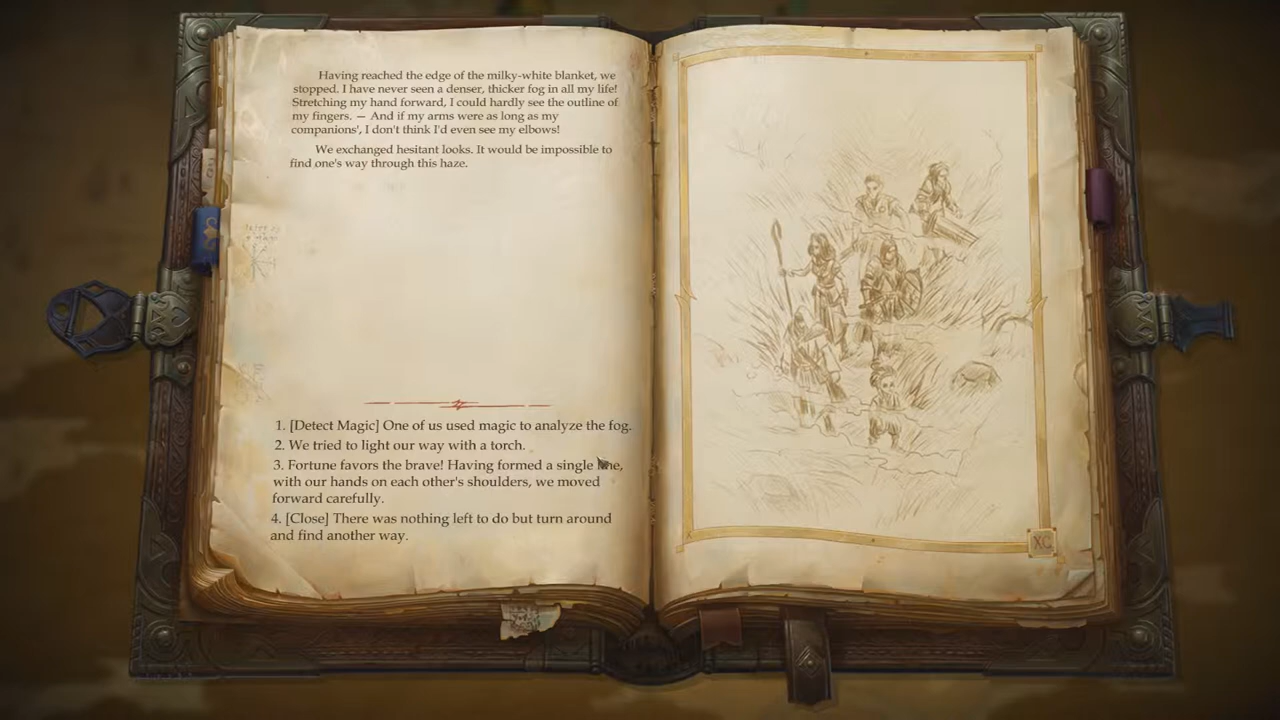 Having reached the edge of the milky-white blanket, we
stopped. I have never seen a denser, thicker fog in all my life!
Stretching my hand forward, I could hardly see the outline of
my fingers. — And if my arms were as long as my
companions', I don't think I'd even see my elbows!
We exchanged hesitant looks. It would be impossible to
find one's way through this haze.
1. [Detect Magic] One of us used magic to analyze the fog.
2. We tried to light our way with a torch.
3. Fortune favors the brave! Having formed a single line,
with our hands on each other's shoulders, we moved
forward carefully.
4. [Close] There was nothing left to do but turn around
and find another way.
XC